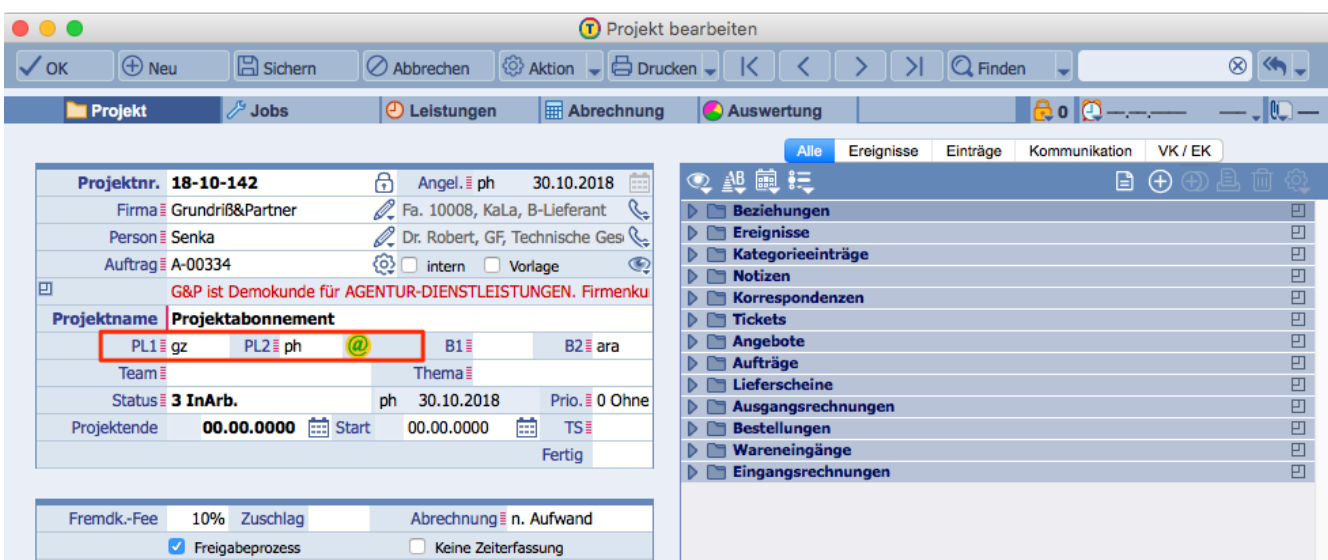 Projekt bearbeiten
OK Neu Sichern Abbrechen Aktion Drucken Finden
Projekt Jobs Leistungen Abrechnung Auswertung 0 —.—.—— —— —
Alle Ereignisse Einträge Kommunikation VK / EK
Projektnr. 18-10-142 Angel. ph 30.10.2018
Firma Grundriß&Partner Fa. 10008, KaLa, B-Lieferant
Person Senka Dr. Robert, GF, Technische Ges
Auftrag A-00334 intern Vorlage
G&P ist Demokunde für AGENTUR-DIENSTLEISTUNGEN. Firmenku
Projektname Projektabonnement
PL1 gz PL2 ph @ B1 B2 ara
Team Thema
Status 3 InArb. ph 30.10.2018 Prio. 0 Ohne
Projektende 00.00.0000 Start 00.00.0000 TS
Fertig
Fremdk.-Fee 10% Zuschlag Abrechnung n. Aufwand
Freigabeprozess Keine Zeiterfassung
AB
Beziehungen
Ereignisse
Kategorieeinträge
Notizen
Korrespondenzen
Tickets
Angebote
Aufträge
Lieferscheine
Ausgangsrechnungen
Bestellungen
Wareneingänge
Eingangsrechnungen